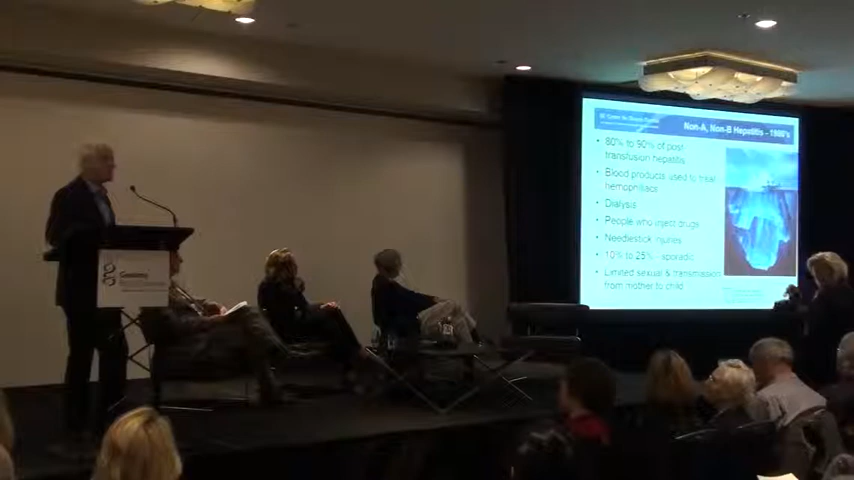 Non-A, Non-B Hepatitis - 1980's
• 80% to 90% of post
transfusion hepatitis
• Blood products used to treat
hemophiliacs
• Dialysis
• People who inject drugs
• Needlestick injuries
• 10% to 25% - sporadic
• Limited sexual & transmission
from mother to child